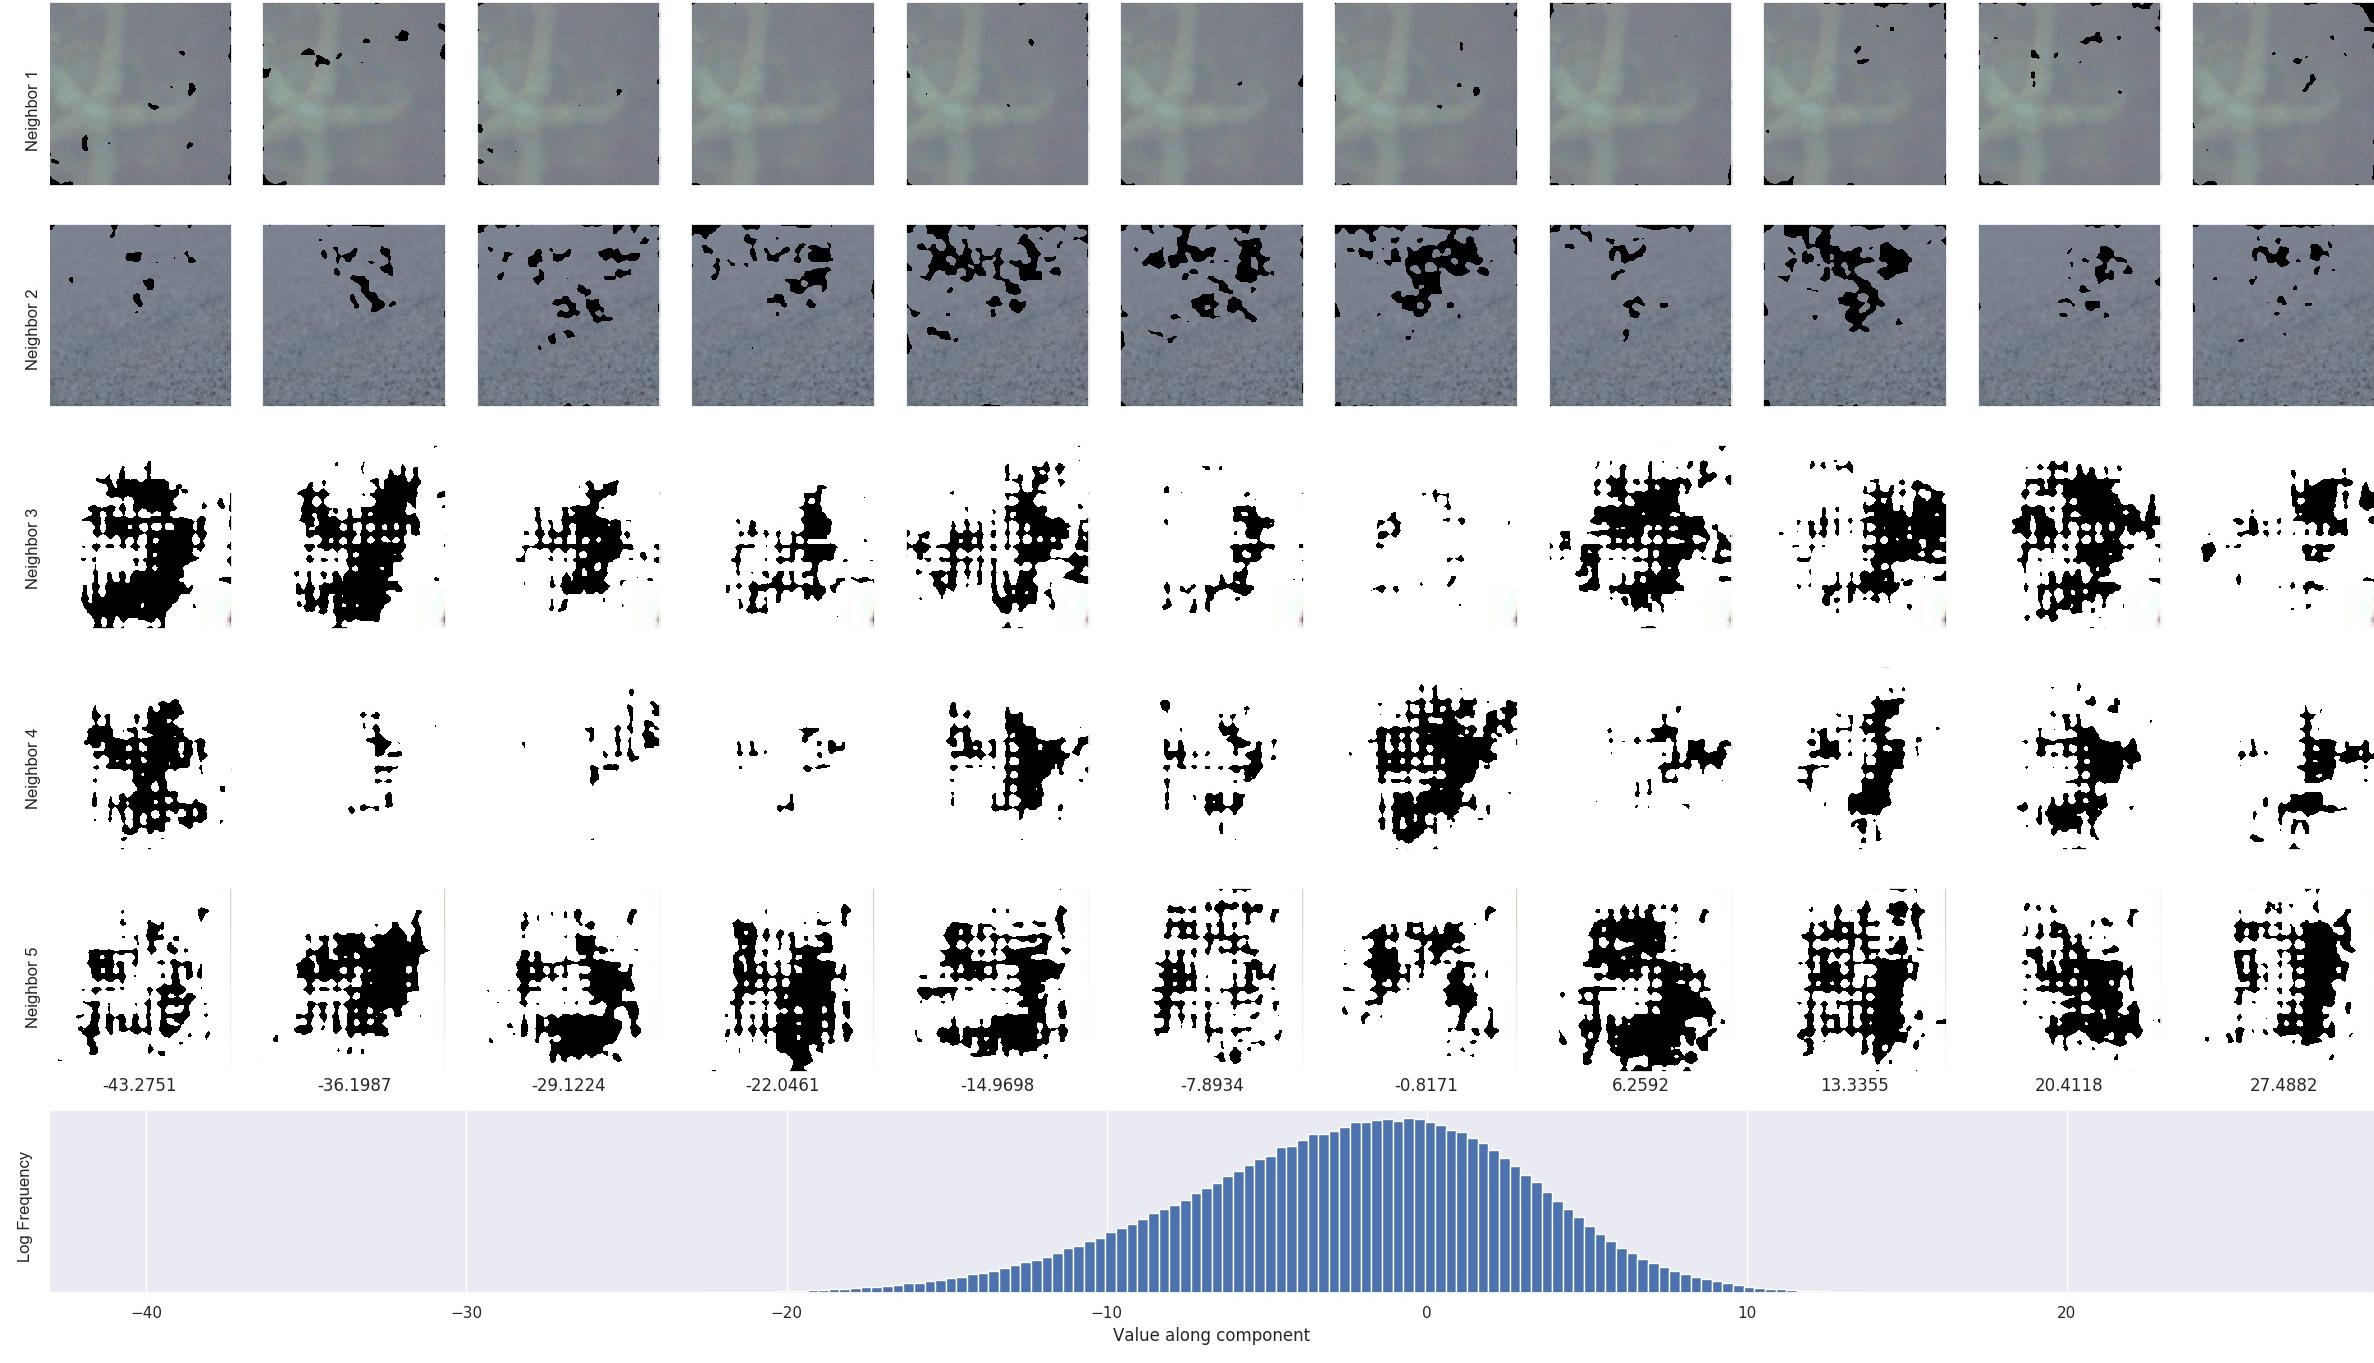 Neighbor 1
Neighbor 2
Neighbor 3
Neighbor 4
Neighbor 5
-43.2751 -36.1987 -29.1224 -22.0461 -14.9698 -7.8934 -0.8171 6.2592 13.3355 20.4118 27.4882
Log Frequency
−40 −30 −20 −10 0 10 20
Value along component